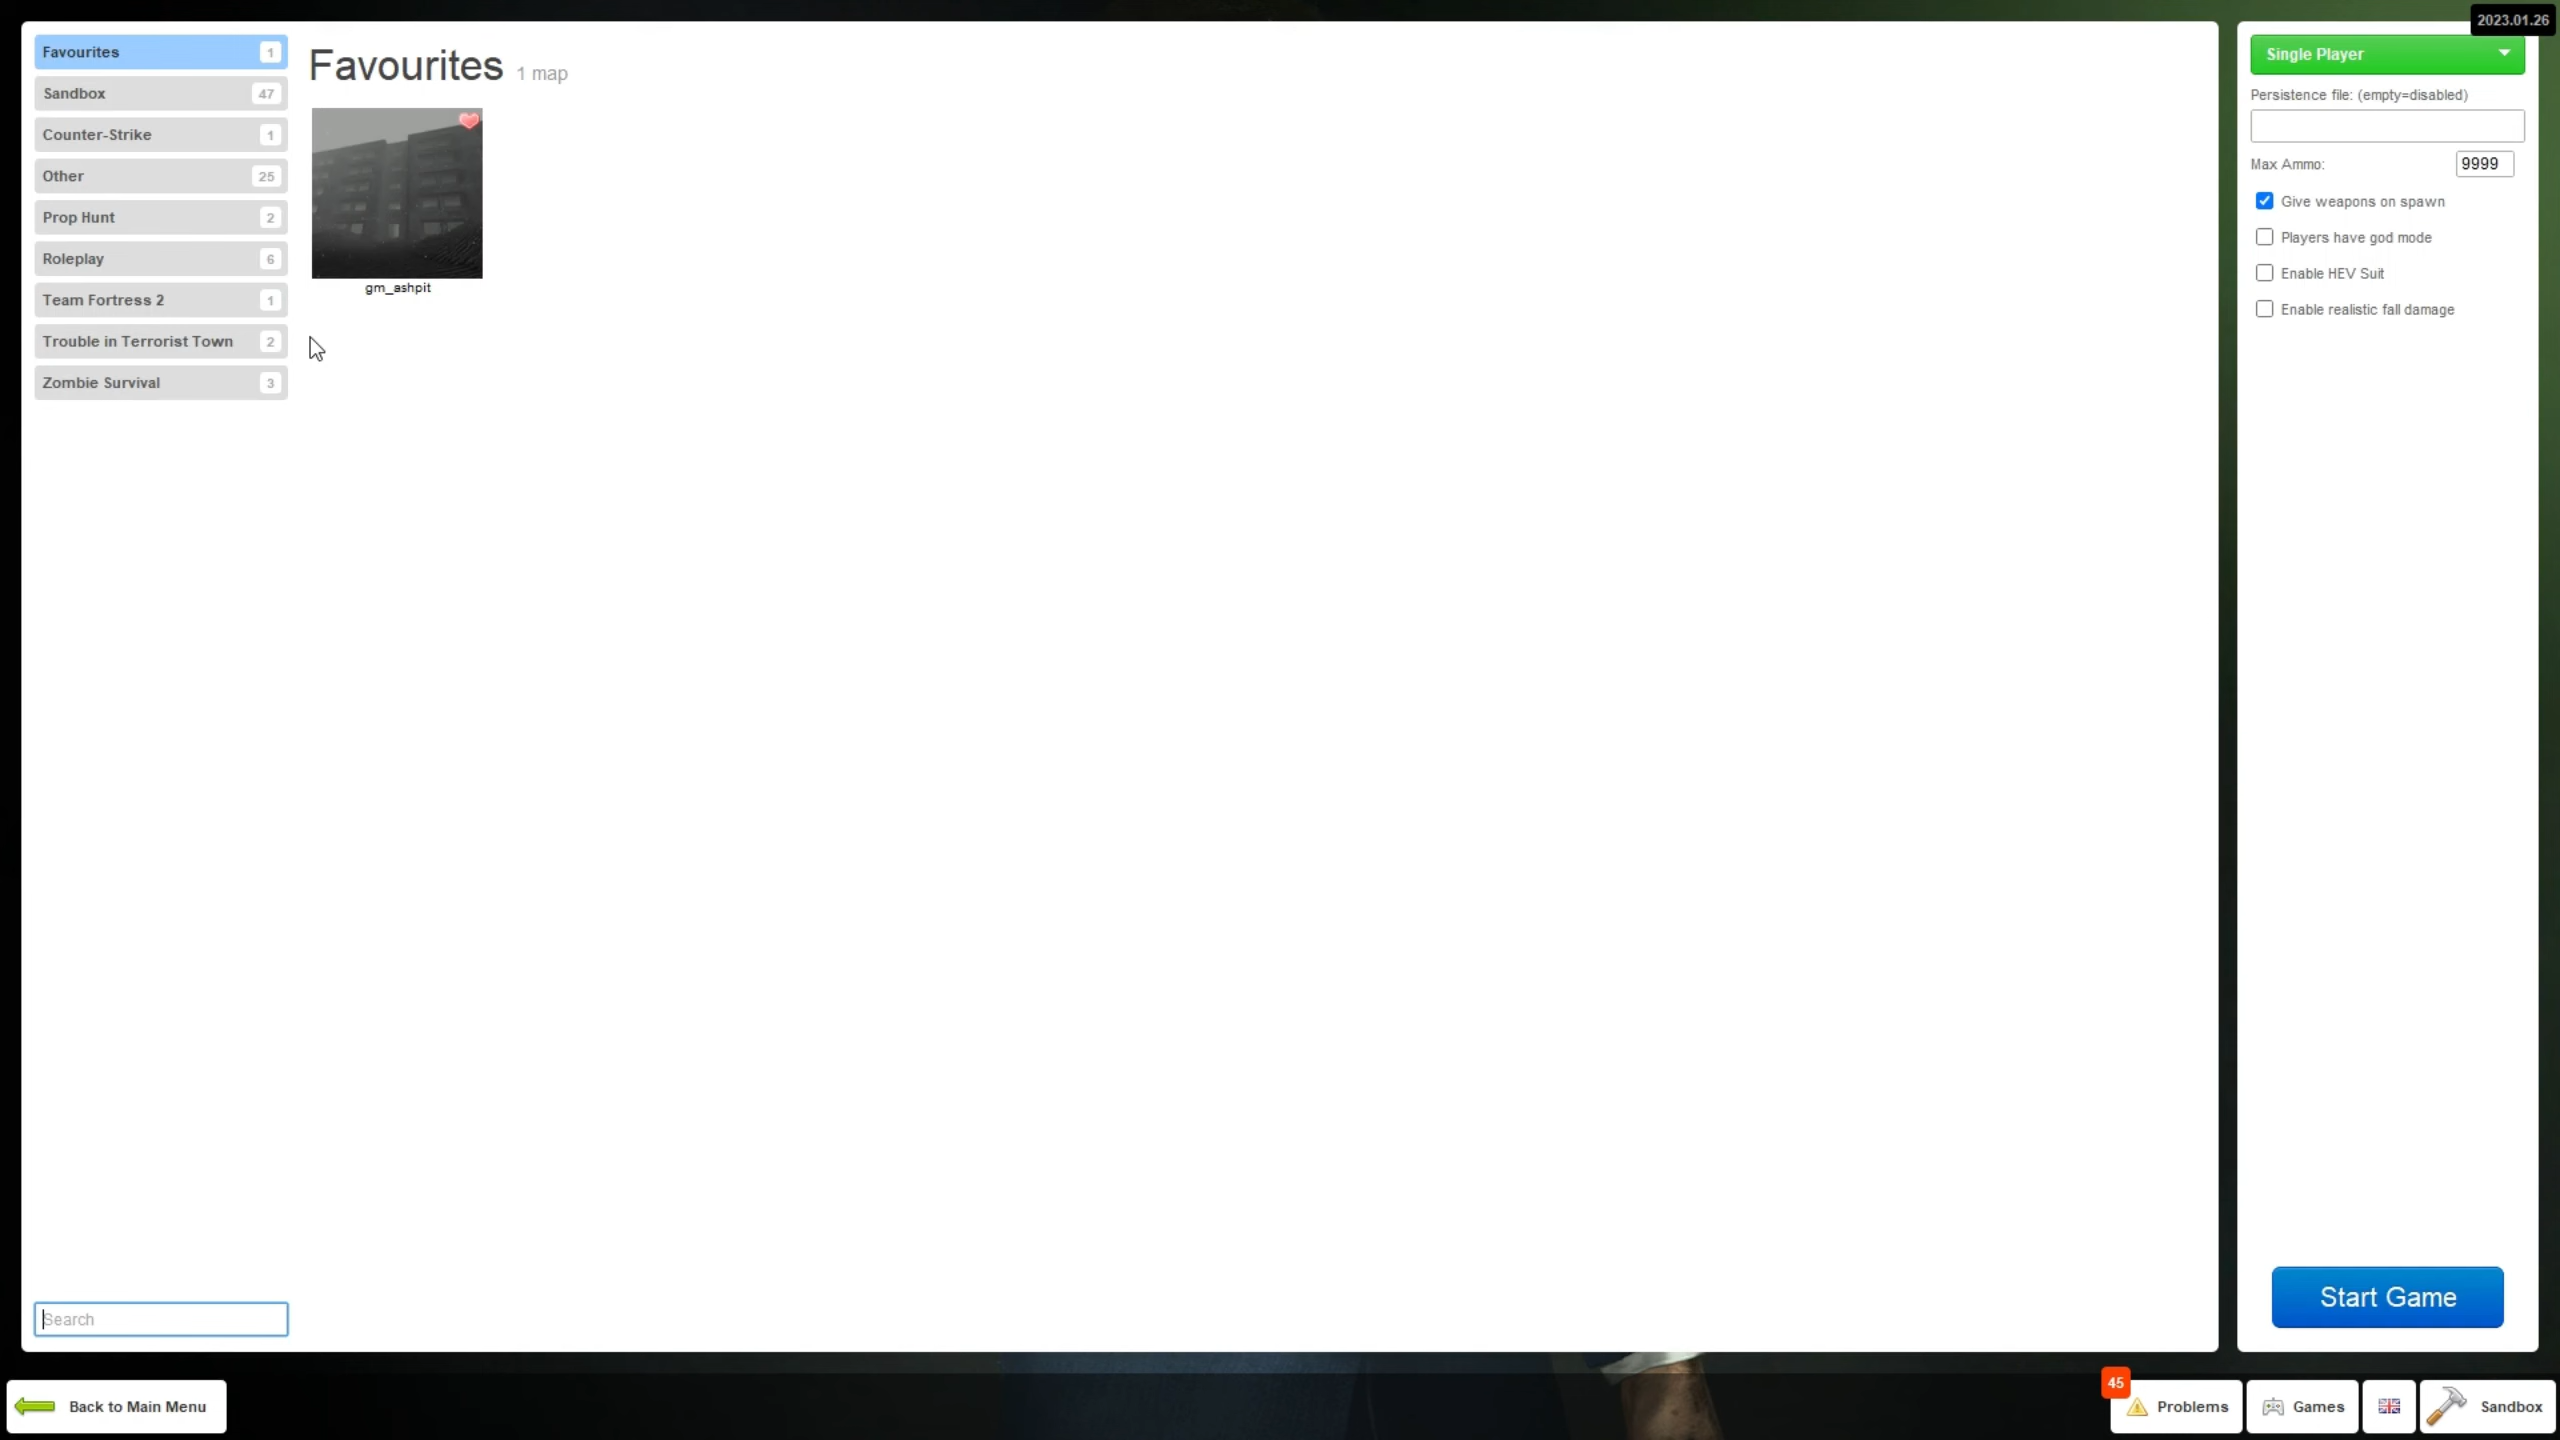 2023.01.26
Favourites 1
Sandbox 47
Counter-Strike 1
Other 25
Prop Hunt 2
Roleplay 6
Team Fortress 2 1
Trouble in Terrorist Town 2
Zombie Survival 3
Search
Favourites 1 map
gm_ashpit
Single Player
Persistence file: (empty=disabled)
Max Ammo: 9999
Give weapons on spawn
Players have god mode
Enable HEV Suit
Enable realistic fall damage
Start Game
Back to Main Menu
45
Problems
Games
Sandbox